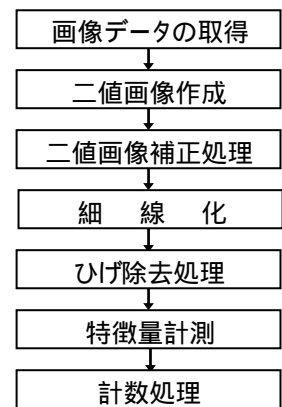 画像データの取得
二値画像作成
二値画像補正処理
細　線　化
ひげ除去処理
特徴量計測
計数処理